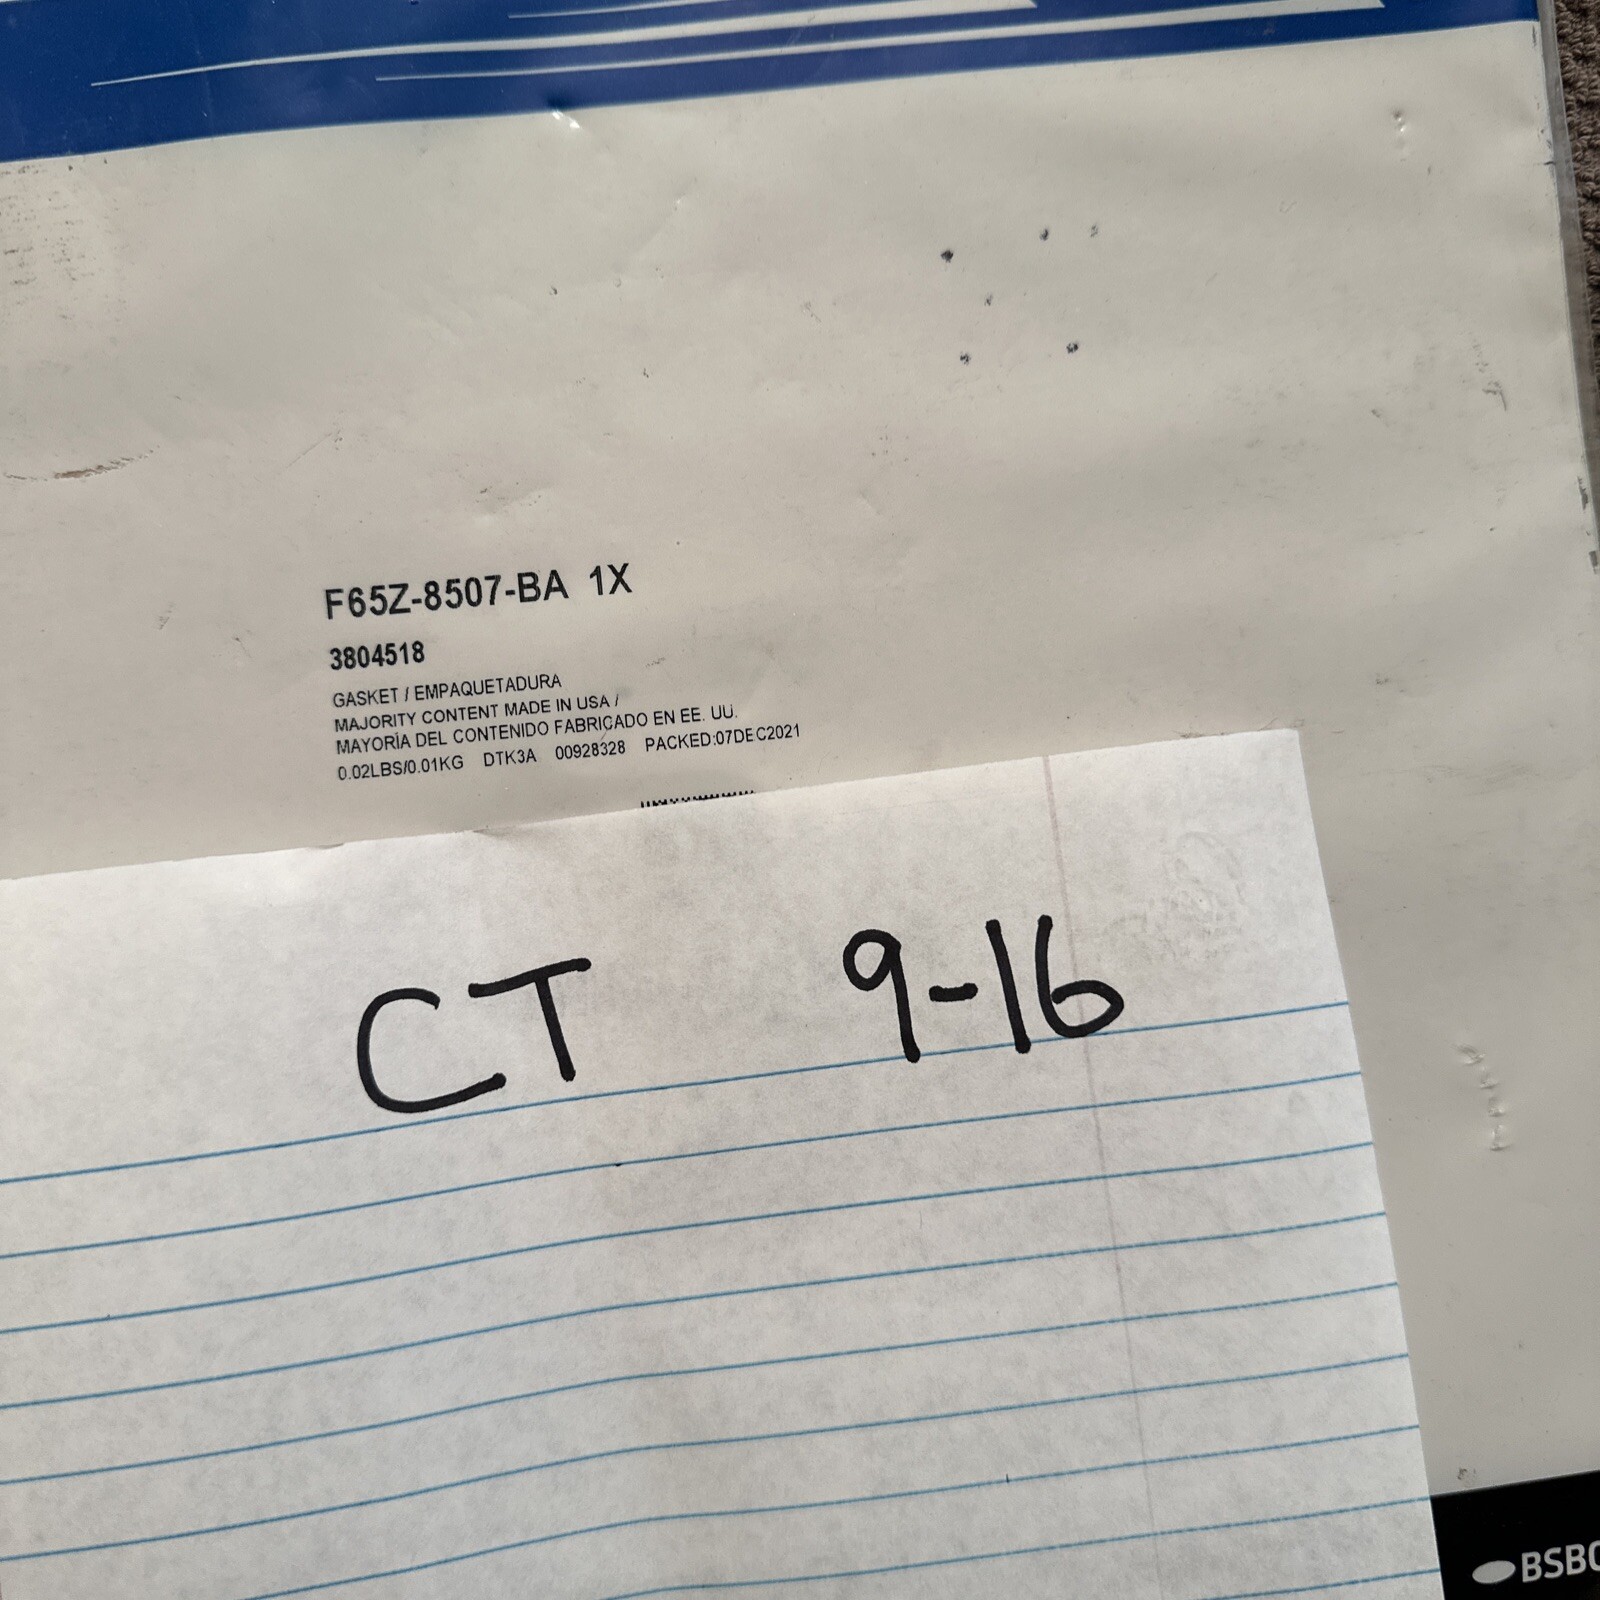 F65Z-8507-BA 1X
3804518
GASKET / EMPAQUETADURA
MAJORITY CONTENT MADE IN USA /
MAYORÍA DEL CONTENIDO FABRICADO EN EE. UU.
0.02LBS/0.01KG DTK3A 00928328 PACKED:07DEC2021
CT 9-16